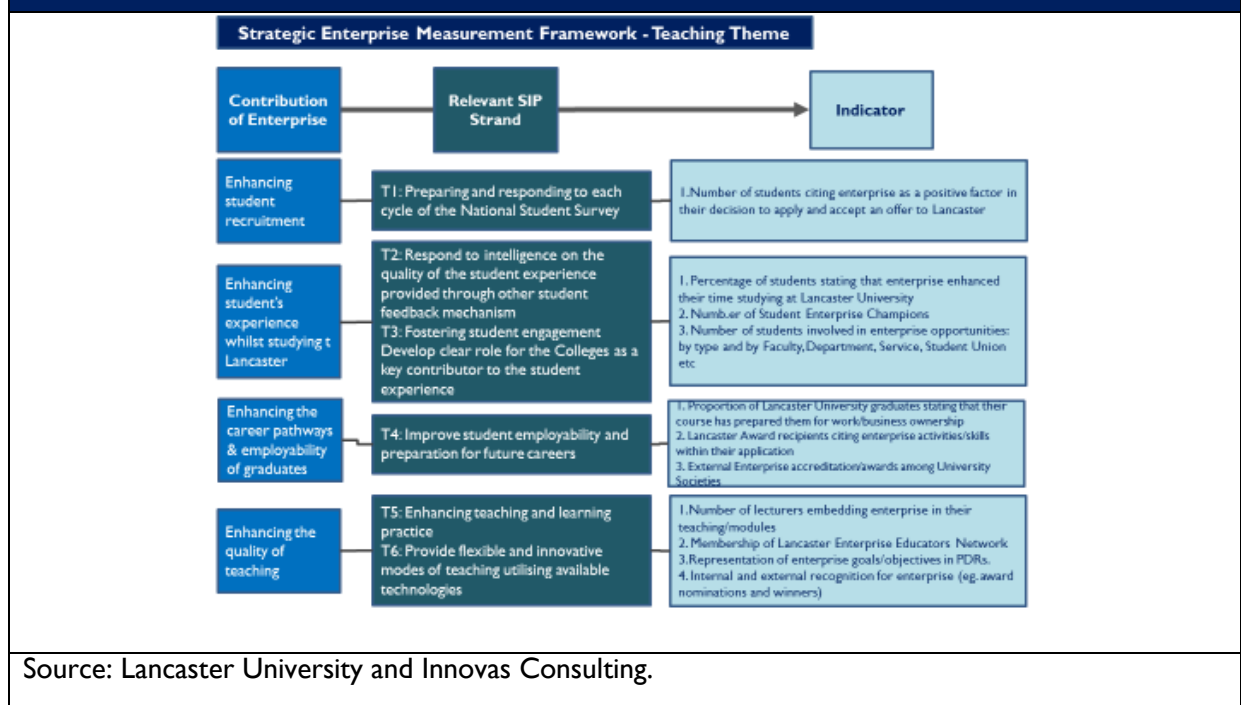 Strategic Enterprise Measurement Framework - Teaching Theme
Contribution
of Enterprise
Relevant SIP
Strand
Indicator
Enhancing
student
recruitment
T1: Preparing and responding to each
cycle of the National Student Survey
1.Number of students citing enterprise as a positive factor in
their decision to apply and accept an offer to Lancaster
Enhancing
student's
experience
whilst studying t
Lancaster
T2: Respond to intelligence on the
quality of the student experience
provided through other student
feedback mechanism
T3: Fostering student engagement
Develop clear role for the Colleges as a
key contributor to the student
experience
1. Percentage of students stating that enterprise enhanced
their time studying at Lancaster University
2. Numb.er of Student Enterprise Champions
3. Number of students involved in enterprise opportunities:
by type and by Faculty, Department, Service, Student Union
etc
Enhancing the
career pathways
& employability
of graduates
T4: Improve student employability and
preparation for future careers
1. Proportion of Lancaster University graduates stating that their
course has prepared them for work/business ownership
2. Lancaster Award recipients citing enterprise activities/skills
within their application
3. External Enterprise accreditation/awards among University
Societies
Enhancing the
quality of
teaching
T5: Enhancing teaching and learning
practice
T6: Provide flexible and innovative
modes of teaching utilising available
technologies
1.Number of lecturers embedding enterprise in their
teaching/modules
2. Membership of Lancaster Enterprise Educators Network
3.Representation of enterprise goals/objectives in PDRs.
4. Internal and external recognition for enterprise (eg. award
nominations and winners)
Source: Lancaster University and Innovas Consulting.